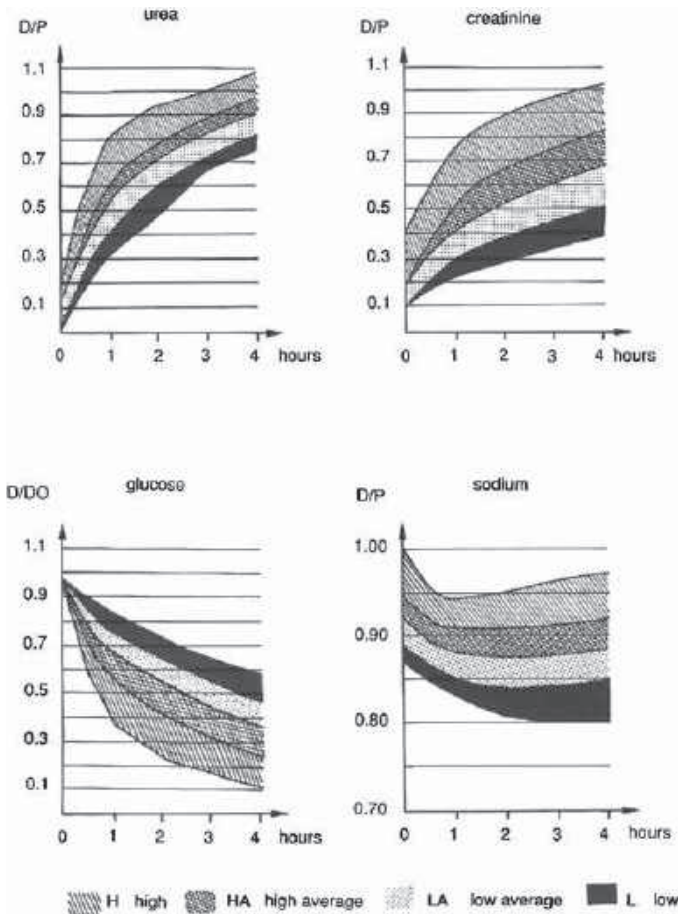 urea
D/P
1.1
0.9
0.7
0.5
0.3
0.1
0 1 2 3 4 hours
creatinine
D/P
1.1
0.9
0.7
0.5
0.3
0.1
0 1 2 3 4 hours
glucose
D/DO
1.1
0.9
0.7
0.5
0.3
0.1
0 1 2 3 4 hours
sodium
D/P
1.00
0.90
0.80
0.70
0 1 2 3 4 hours
H high HA high average LA low average L low